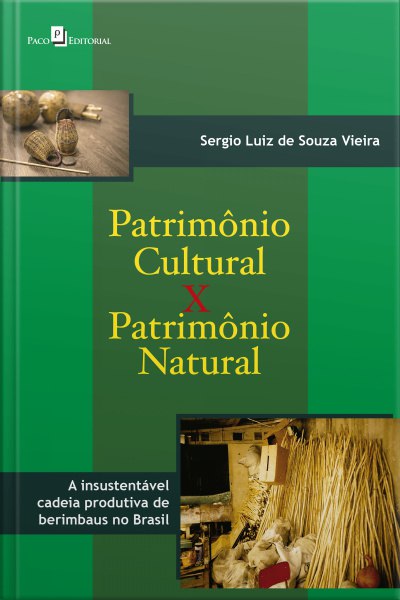 PACO P EDITORIAL
Sergio Luiz de Souza Vieira
Patrimônio
Cultural
X
Patrimônio
Natural
A insustentável
cadeia produtiva de
berimbaus no Brasil